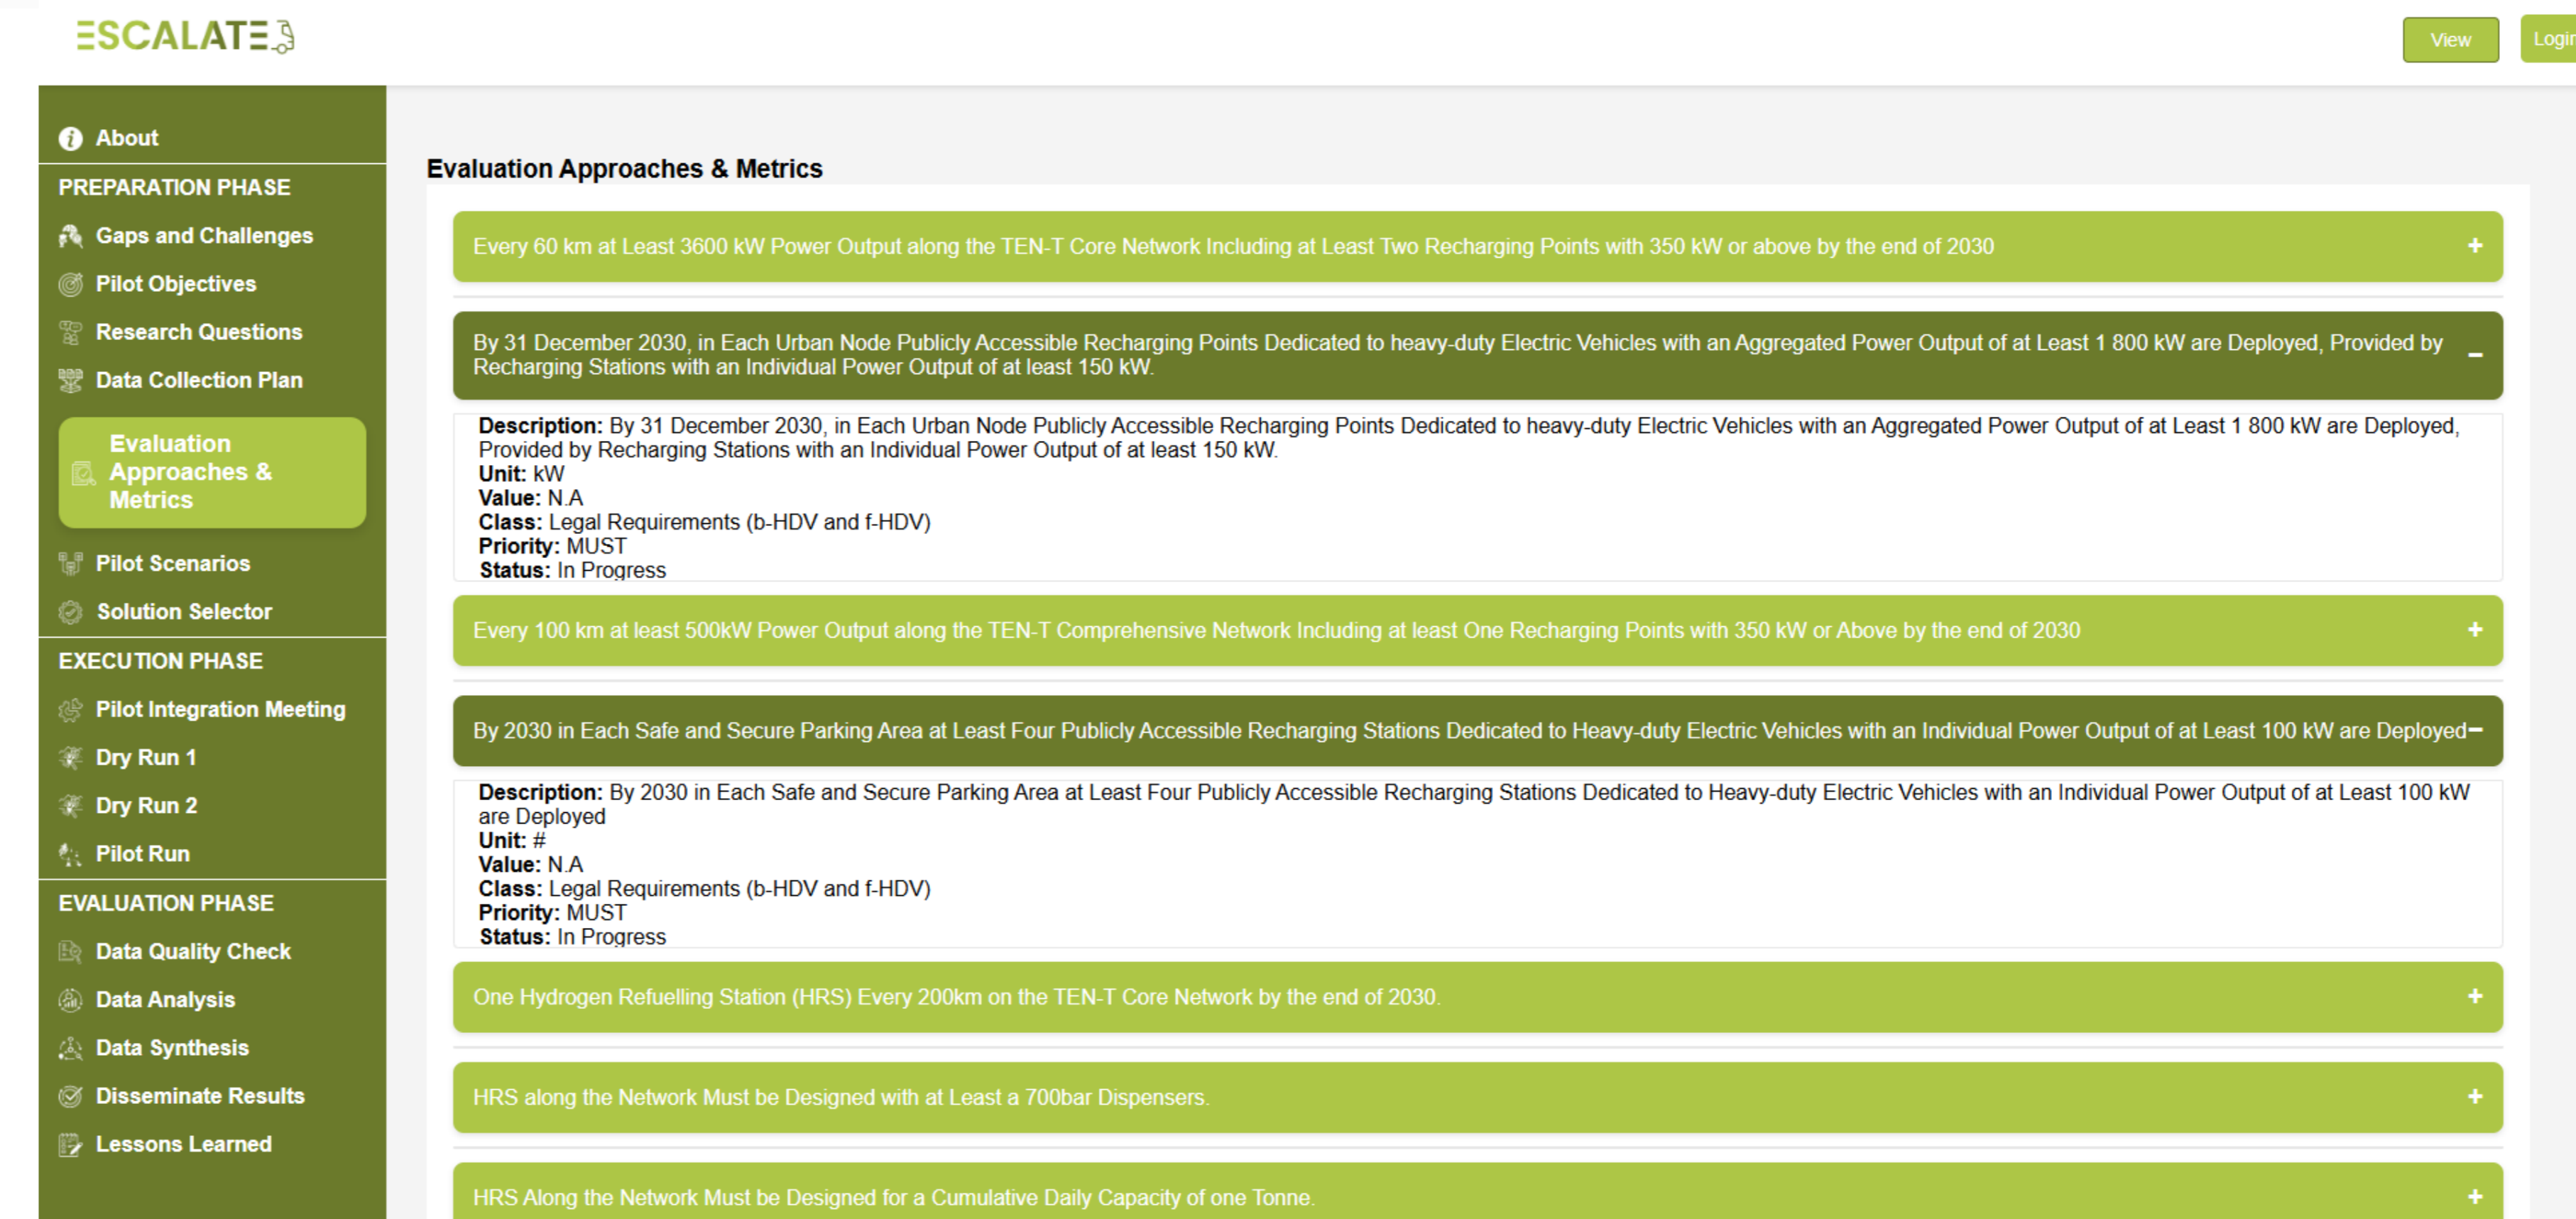 ESCALATE
View
Login
About
PREPARATION PHASE
Gaps and Challenges
Pilot Objectives
Research Questions
Data Collection Plan
Evaluation
Approaches &
Metrics
Pilot Scenarios
Solution Selector
EXECUTION PHASE
Pilot Integration Meeting
Dry Run 1
Dry Run 2
Pilot Run
EVALUATION PHASE
Data Quality Check
Data Analysis
Data Synthesis
Disseminate Results
Lessons Learned
Evaluation Approaches & Metrics
Every 60 km at Least 3600 kW Power Output along the TEN-T Core Network Including at Least Two Recharging Points with 350 kW or above by the end of 2030
By 31 December 2030, in Each Urban Node Publicly Accessible Recharging Points Dedicated to heavy-duty Electric Vehicles with an Aggregated Power Output of at Least 1 800 kW are Deployed, Provided by
Recharging Stations with an Individual Power Output of at least 150 kW.
Description: By 31 December 2030, in Each Urban Node Publicly Accessible Recharging Points Dedicated to heavy-duty Electric Vehicles with an Aggregated Power Output of at Least 1 800 kW are Deployed,
Provided by Recharging Stations with an Individual Power Output of at least 150 kW.
Unit: kW
Value: N.A
Class: Legal Requirements (b-HDV and f-HDV)
Priority: MUST
Status: In Progress
Every 100 km at least 500kW Power Output along the TEN-T Comprehensive Network Including at least One Recharging Points with 350 kW or Above by the end of 2030
By 2030 in Each Safe and Secure Parking Area at Least Four Publicly Accessible Recharging Stations Dedicated to Heavy-duty Electric Vehicles with an Individual Power Output of at Least 100 kW are Deployed
Description: By 2030 in Each Safe and Secure Parking Area at Least Four Publicly Accessible Recharging Stations Dedicated to Heavy-duty Electric Vehicles with an Individual Power Output of at Least 100 kW
are Deployed
Unit: #
Value: N.A
Class: Legal Requirements (b-HDV and f-HDV)
Priority: MUST
Status: In Progress
One Hydrogen Refuelling Station (HRS) Every 200km on the TEN-T Core Network by the end of 2030.
HRS along the Network Must be Designed with at Least a 700bar Dispensers.
HRS Along the Network Must be Designed for a Cumulative Daily Capacity of one Tonne.